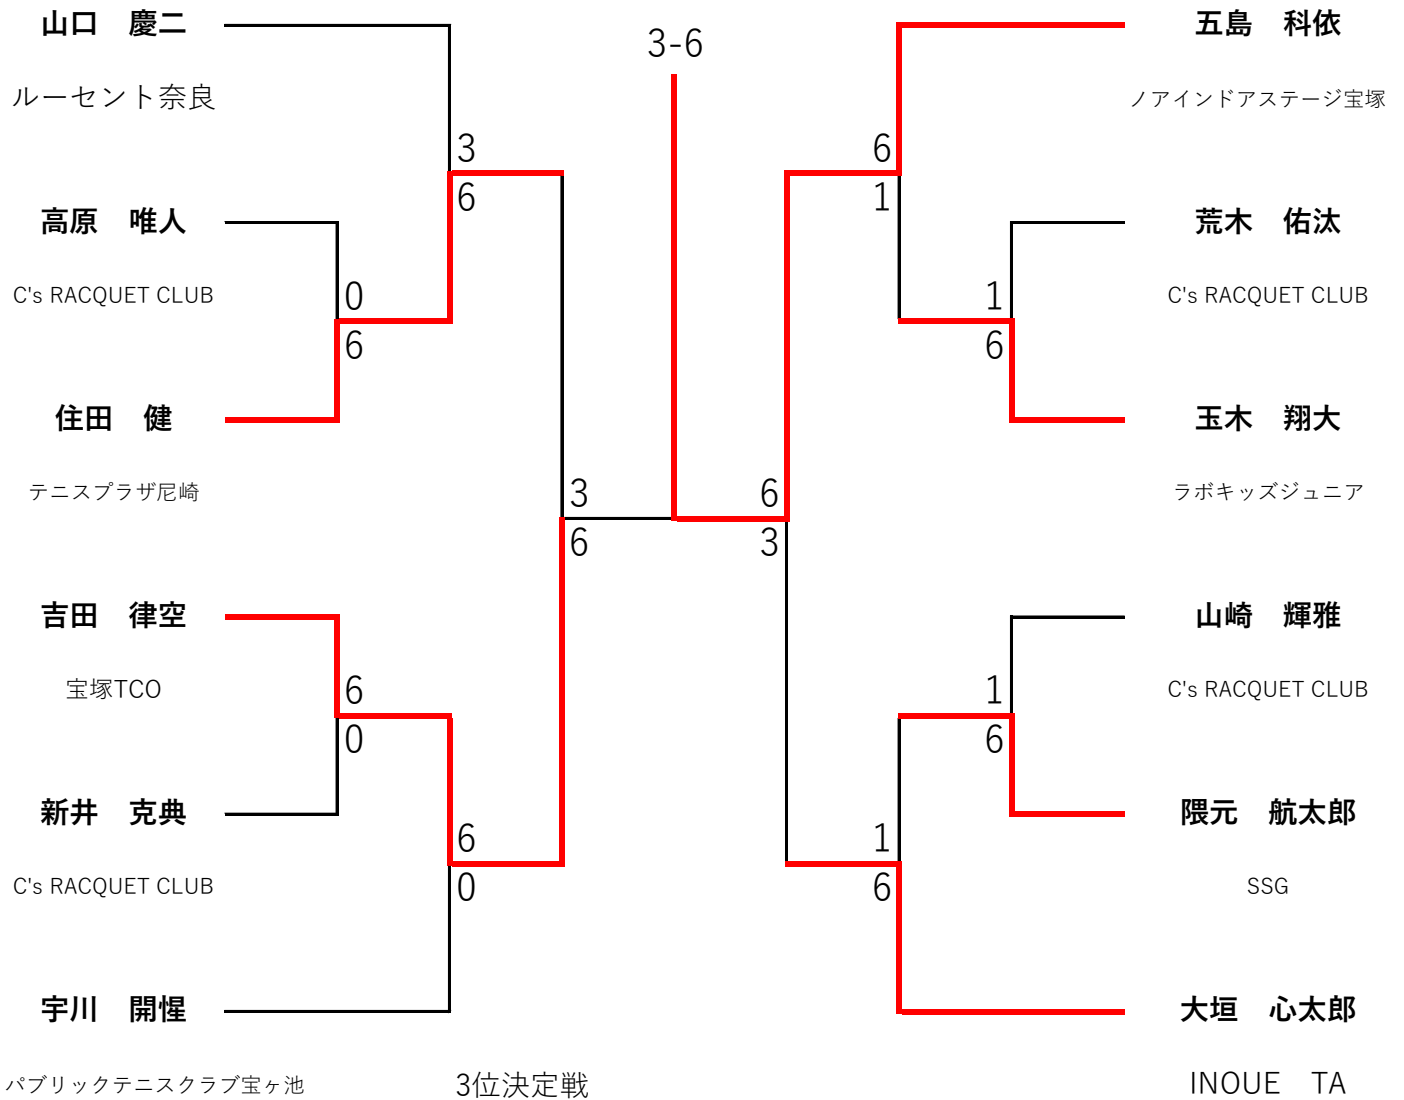 山口　慶二
ルーセント奈良
高原　唯人
C's RACQUET CLUB
住田　健
テニスプラザ尼崎
吉田　律空
宝塚TCO
新井　克典
C's RACQUET CLUB
宇川　開惺
パブリックテニスクラブ宝ヶ池
3
6
0
6
6
0
6
0
3
6
3-6
3位決定戦
6
3
6
1
1
6
1
6
1
6
五島　科依
ノアインドアステージ宝塚
荒木　佑汰
C's RACQUET CLUB
玉木　翔大
ラボキッズジュニア
山崎　輝雅
C's RACQUET CLUB
隈元　航太郎
SSG
大垣　心太郎
INOUE　TA